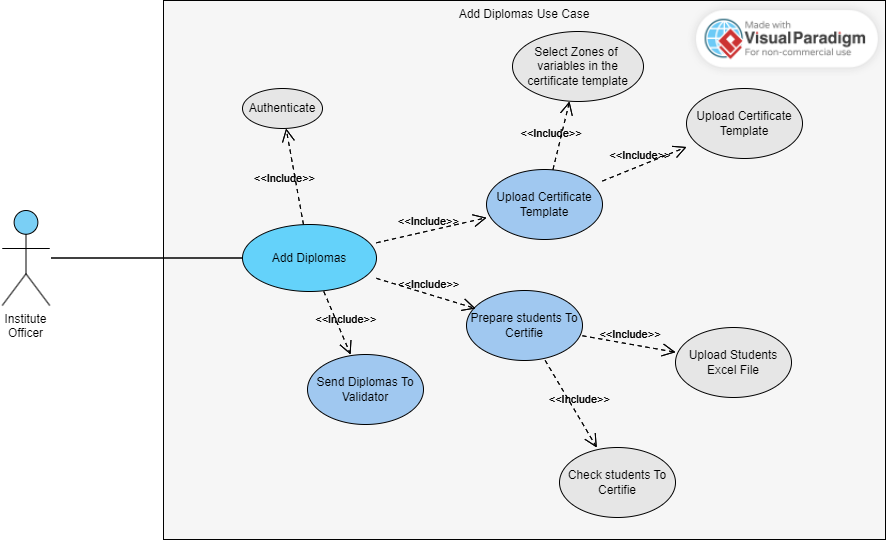 Add Diplomas Use Case
Made with
Visual Paradigm
For non-commercial use
Select Zones of
variables in the
certificate template
Authenticate
Upload Certificate
Template
<<Include>>
<<Include>>
<<Include>>
Upload Certificate
Template
<<Include>>
Add Diplomas
<<Include>>
Institute
Officer
<<Include>>
Prepare students To
Certifie
<<Include>>
Upload Students
Excel File
Send Diplomas To
Validator
<<Include>>
Check students To
Certifie